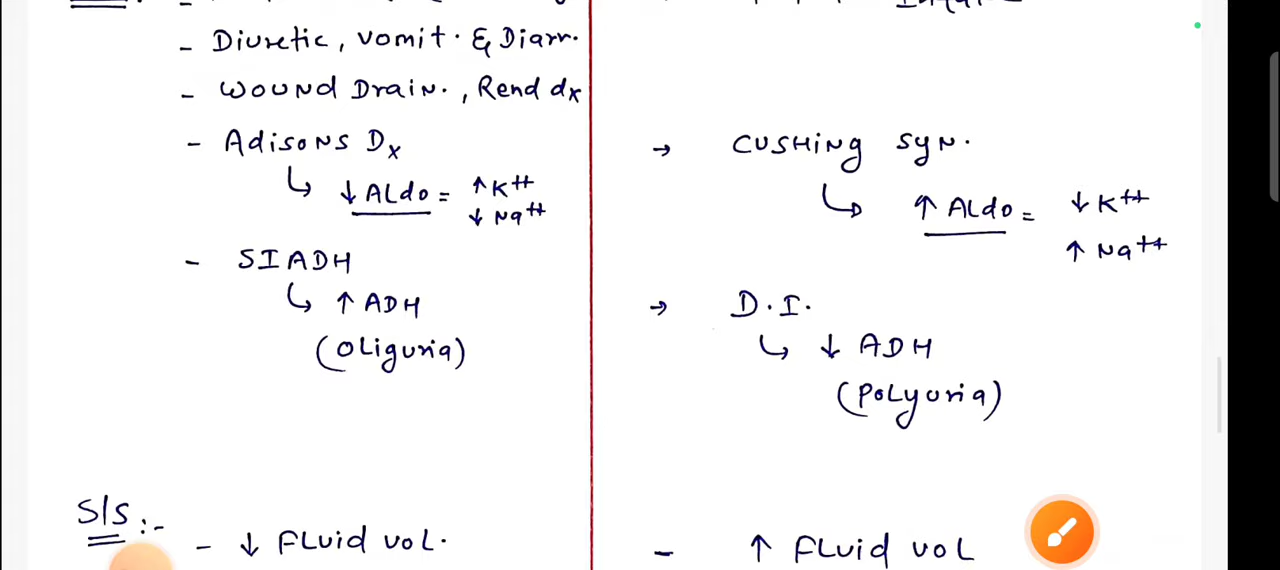 - Diuretic, vomit. & Diarr.
- Wound Drain., Rend dx
- Adisons Dx
↓ Aldo = ↑ K++
↓ Na++
- SIADH
↑ ADH
(Oliguria)
S/S :-
- ↓ Fluid vol.
→ Cushing Syn.
↑ Aldo = ↓ K++
↑ Na++
→ D.I.
↓ ADH
(Polyuria)
- ↑ Fluid vol